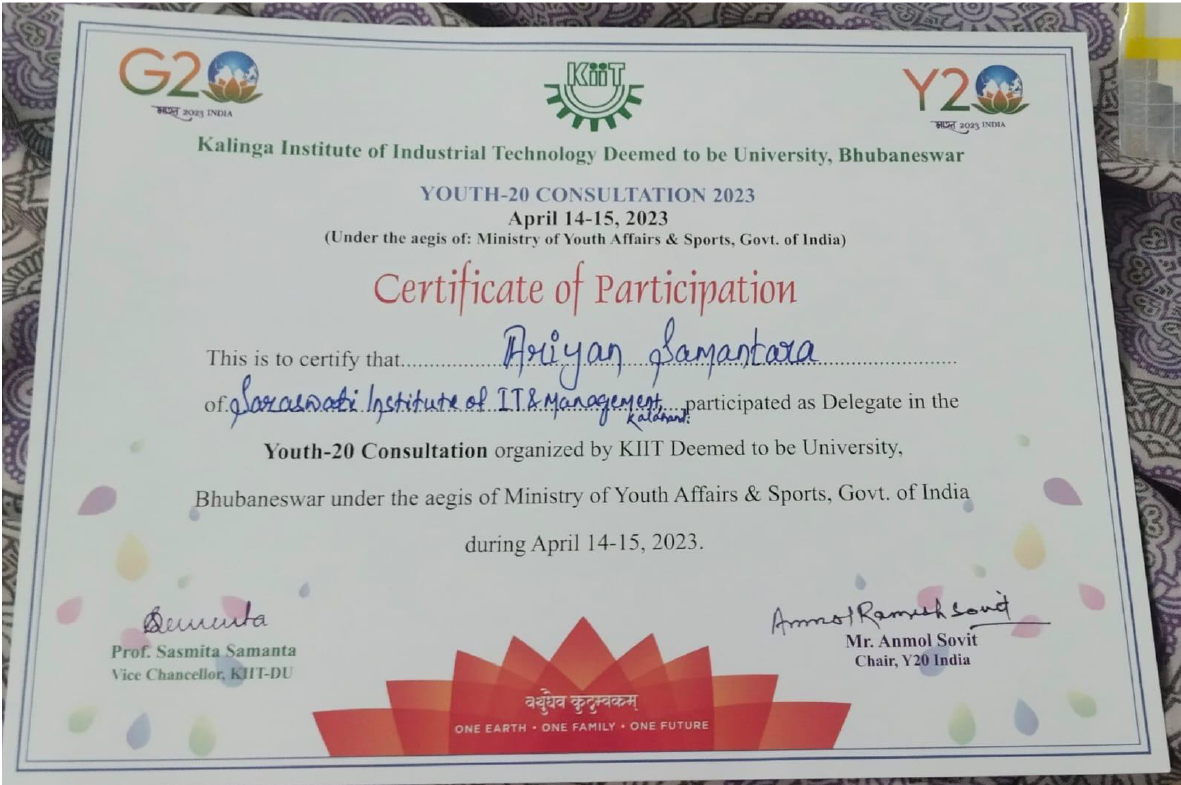 G20
भारत 2023 INDIA
KiiT
Y20
भारत 2023 INDIA
Kalinga Institute of Industrial Technology Deemed to be University, Bhubaneswar
YOUTH-20 CONSULTATION 2023
April 14-15, 2023
(Under the aegis of: Ministry of Youth Affairs & Sports, Govt. of India)
Certificate of Participation
This is to certify that Ariyan Samantara
of Saraswati Institute of IT & Management, Kalahandi participated as Delegate in the
Youth-20 Consultation organized by KIIT Deemed to be University,
Bhubaneswar under the aegis of Ministry of Youth Affairs & Sports, Govt. of India
during April 14-15, 2023.
Prof. Sasmita Samanta
Vice Chancellor, KIIT-DU
Anmol Ramesh Sovit
Mr. Anmol Sovit
Chair, Y20 India
वसुधैव कुटुम्बकम्
ONE EARTH • ONE FAMILY • ONE FUTURE